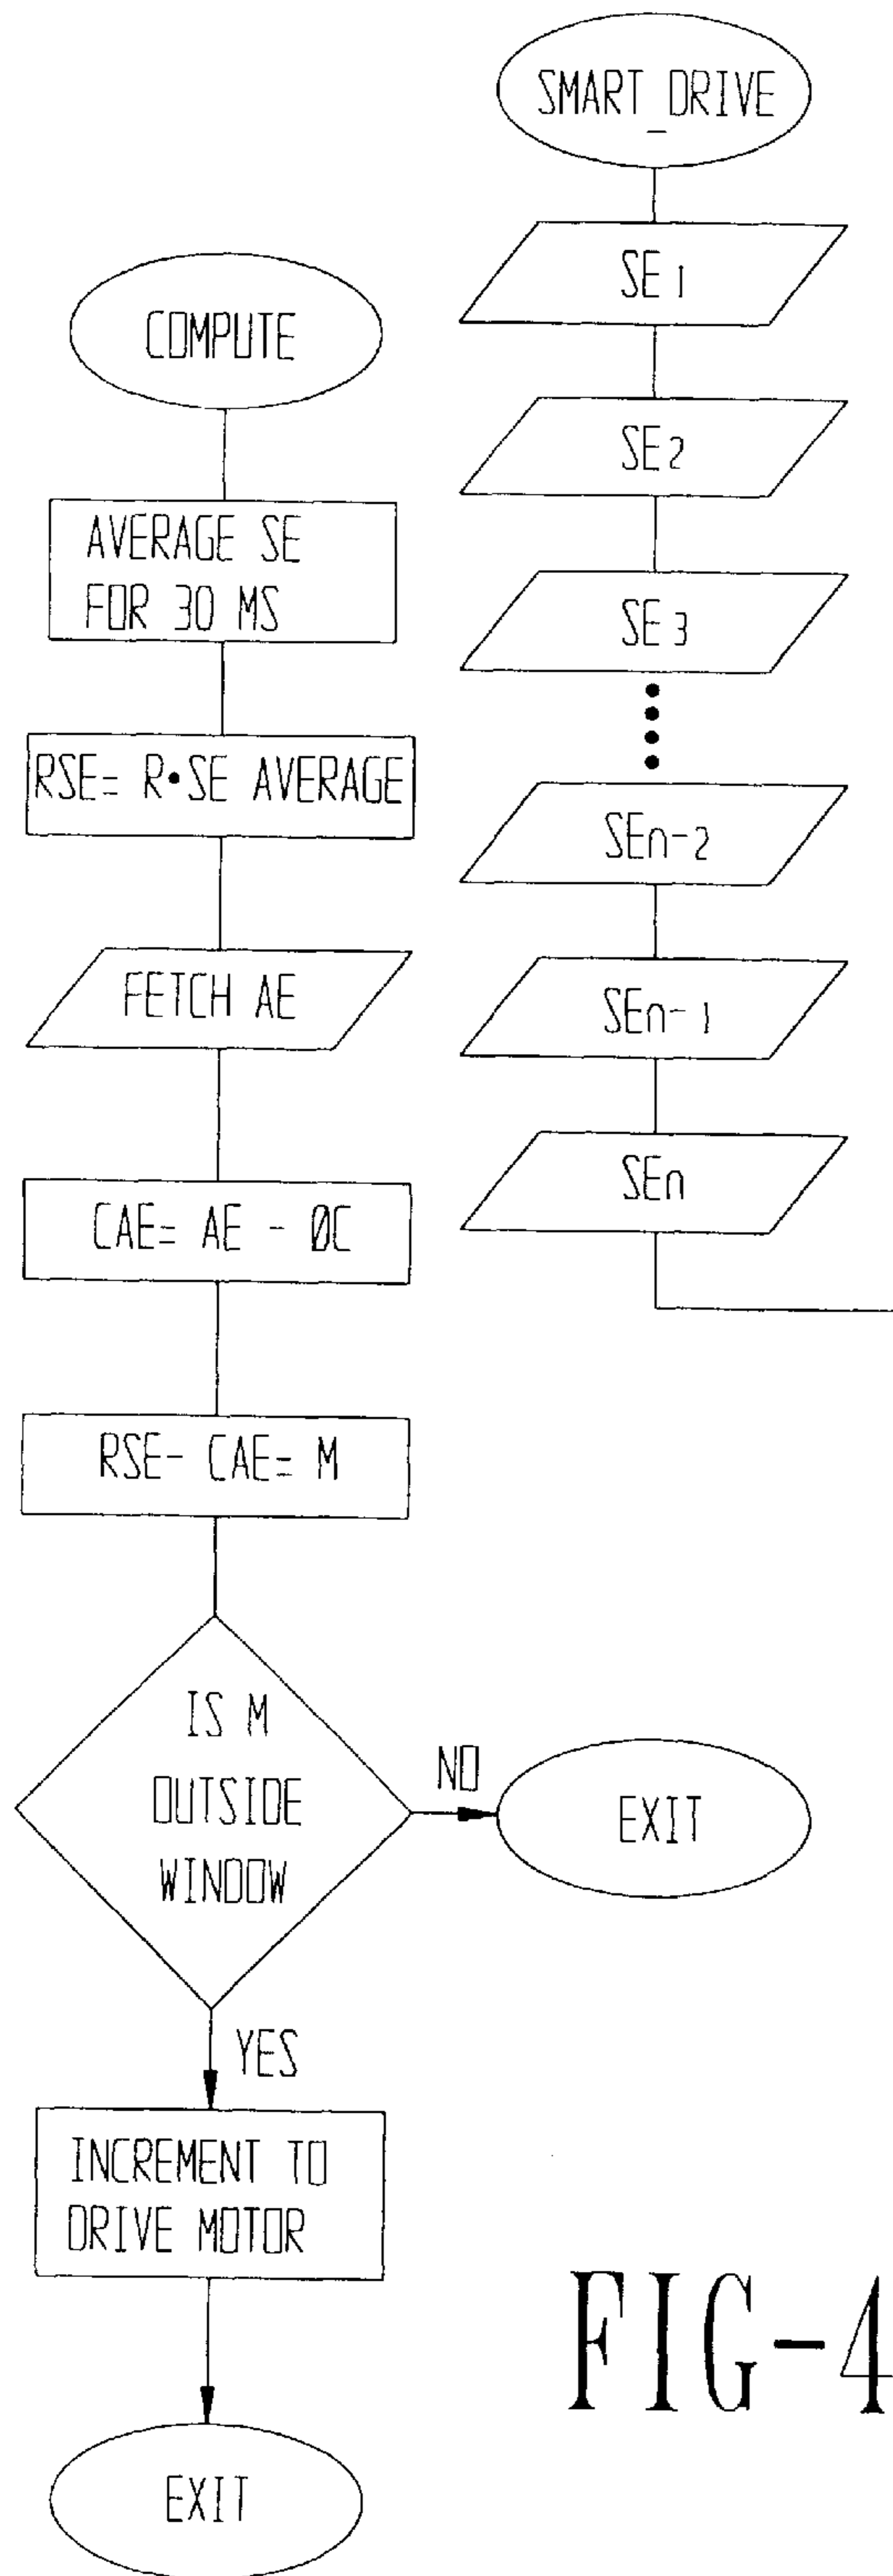 COMPUTE
AVERAGE SE
FOR 30 MS
RSE= R•SE AVERAGE
FETCH AE
CAE= AE - ØC
RSE- CAE= M
IS M
OUTSIDE
WINDOW
NO
EXIT
YES
INCREMENT TO
DRIVE MOTOR
EXIT
SMART_DRIVE
SE1
SE2
SE3
SEn-2
SEn-1
SEn
FIG-4